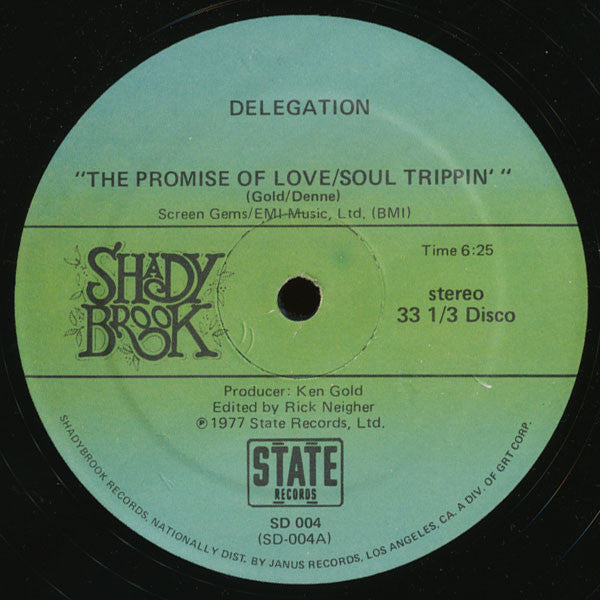 DELEGATION
"THE PROMISE OF LOVE/SOUL TRIPPIN' "
(Gold/Denne)
Screen Gems/EMI Music, Ltd. (BMI)
SHADY
BROOK
Time 6:25
stereo
33 1/3 Disco
Producer: Ken Gold
Edited by Rick Neigher
℗ 1977 State Records, Ltd.
STATE
RECORDS
SD 004
(SD-004A)
SHADYBROOK RECORDS. NATIONALLY DIST. BY JANUS RECORDS, LOS ANGELES, CA. A DIV. OF GRT CORP.